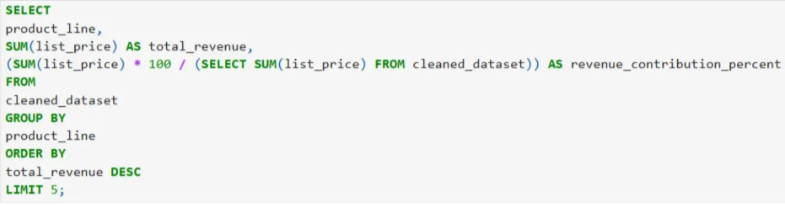 SELECT
product_line,
SUM(list_price) AS total_revenue,
(SUM(list_price) * 100 / (SELECT SUM(list_price) FROM cleaned_dataset)) AS revenue_contribution_percent
FROM
cleaned_dataset
GROUP BY
product_line
ORDER BY
total_revenue DESC
LIMIT 5;